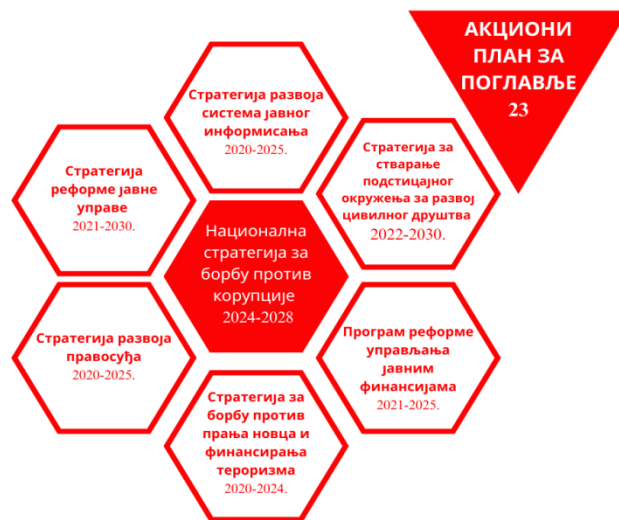 АКЦИОНИ
ПЛАН ЗА
ПОГЛАВЉЕ
23
Стратегија развоја
система јавног
информисања
2020-2025.
Стратегија
реформе јавне
управе
2021-2030.
Стратегија за
стварање
подстицајног
окружења за развој
цивилног друштва
2022-2030.
Национална
стратегија за
борбу против
корупције
2024-2028
Стратегија развоја
правосуђа
2020-2025.
Програм реформе
управљања
јавним
финансијама
2021-2025.
Стратегија за
борбу против
прања новца и
финансирања
тероризма
2020-2024.